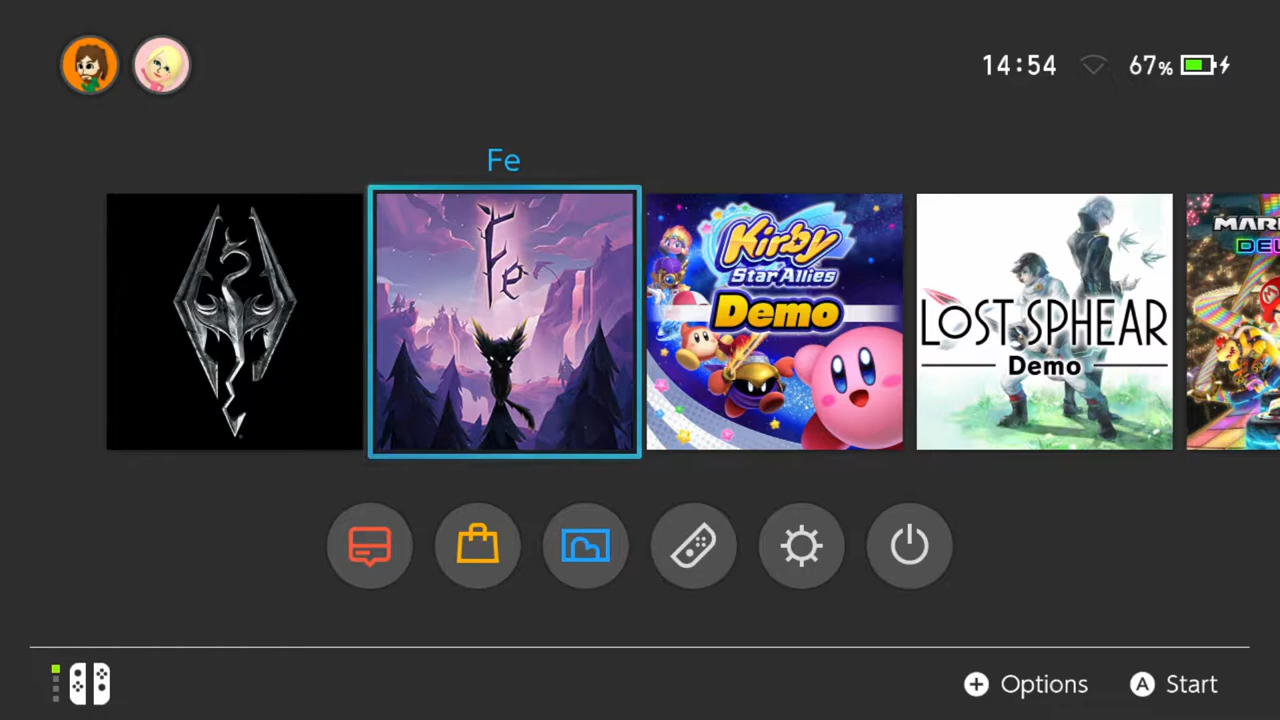 14:54
67%
Fe
Fe
Kirby
Star Allies
Demo
LOST SPHEAR
Demo
Options
A Start